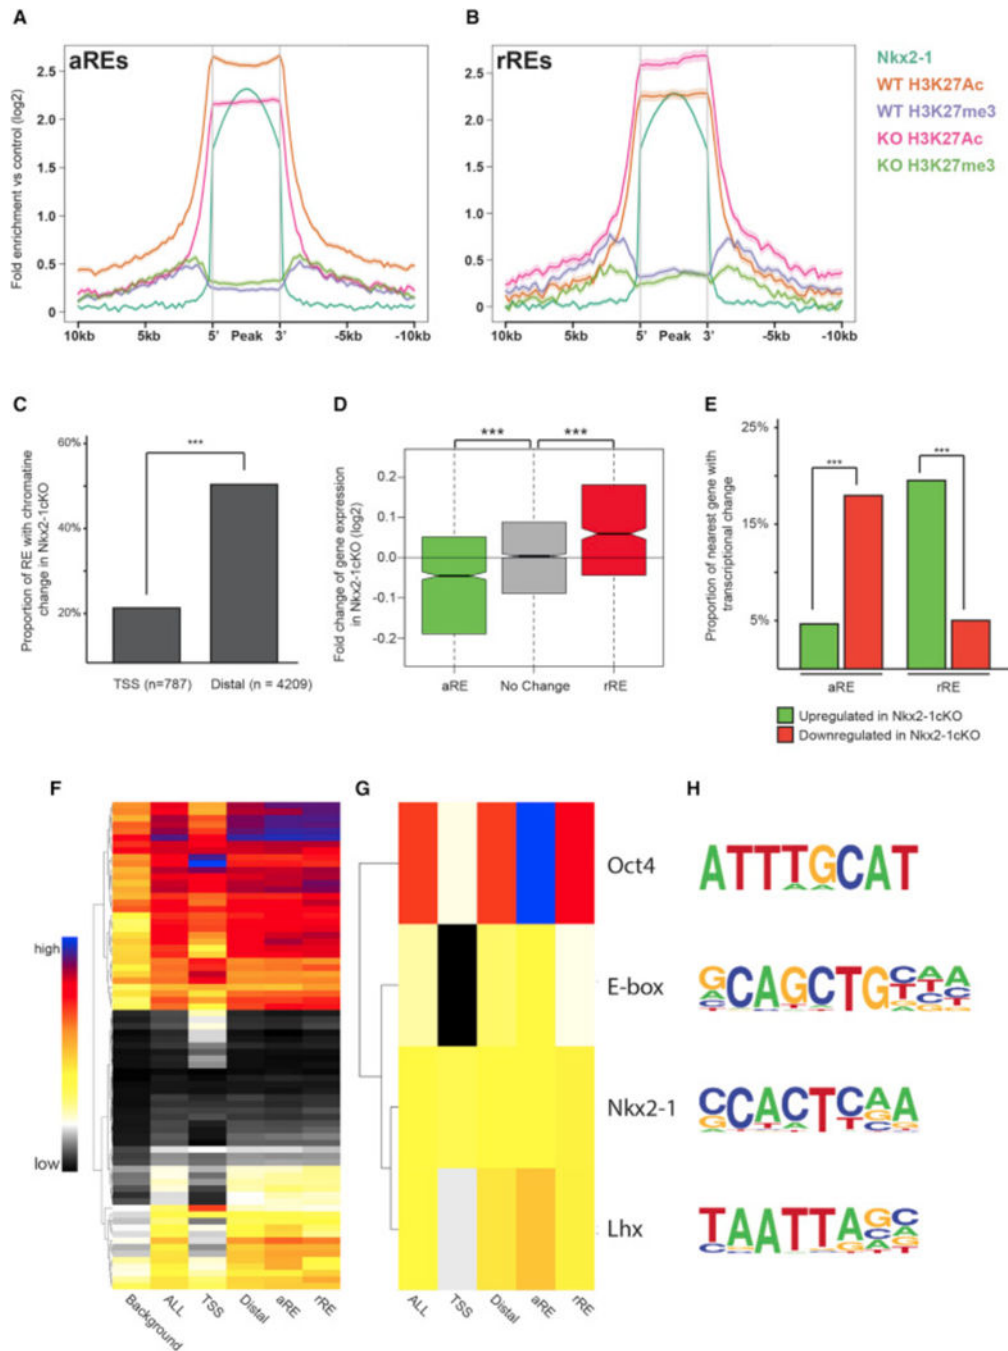 A
B
aREs
rREs
Nkx2-1
WT H3K27Ac
WT H3K27me3
KO H3K27Ac
KO H3K27me3
Fold enrichment vs control (log2)
2.5
2.0
1.5
1.0
0.5
0
10kb 5kb 5' Peak 3' -5kb -10kb
2.5
2.0
1.5
1.0
0.5
0
10kb 5kb 5' Peak 3' -5kb -10kb
C
Proportion of RE with chromatine
change in Nkx2-1cKO
60%
40%
20%
***
TSS (n=787) Distal (n = 4209)
D
Fold change of gene expression
in Nkx2-1cKO (log2)
0.2
0.1
0.0
-0.1
-0.2
*** ***
aRE No Change rRE
E
Proportion of nearest gene with
transcriptional change
25%
15%
5%
*** ***
aRE rRE
Upregulated in Nkx2-1cKO
Downregulated in Nkx2-1cKO
F
high
low
Background ALL TSS Distal aRE rRE
G
Oct4
E-box
Nkx2-1
Lhx
ALL TSS Distal aRE rRE
H
ATTTGCAT
GCAGCTGCAA
CCACTCAA
TAATTAGC